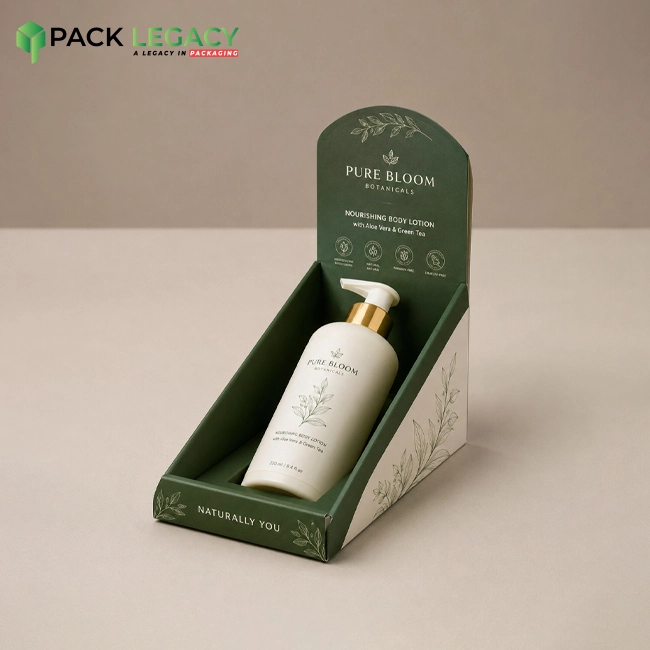 PACK LEGACY
A LEGACY IN PACKAGING
PURE BLOOM
BOTANICALS
NOURISHING BODY LOTION
with Aloe Vera & Green Tea
PURE BLOOM
BOTANICALS
NOURISHING BODY LOTION
with Aloe Vera & Green Tea
NATURALLY YOU